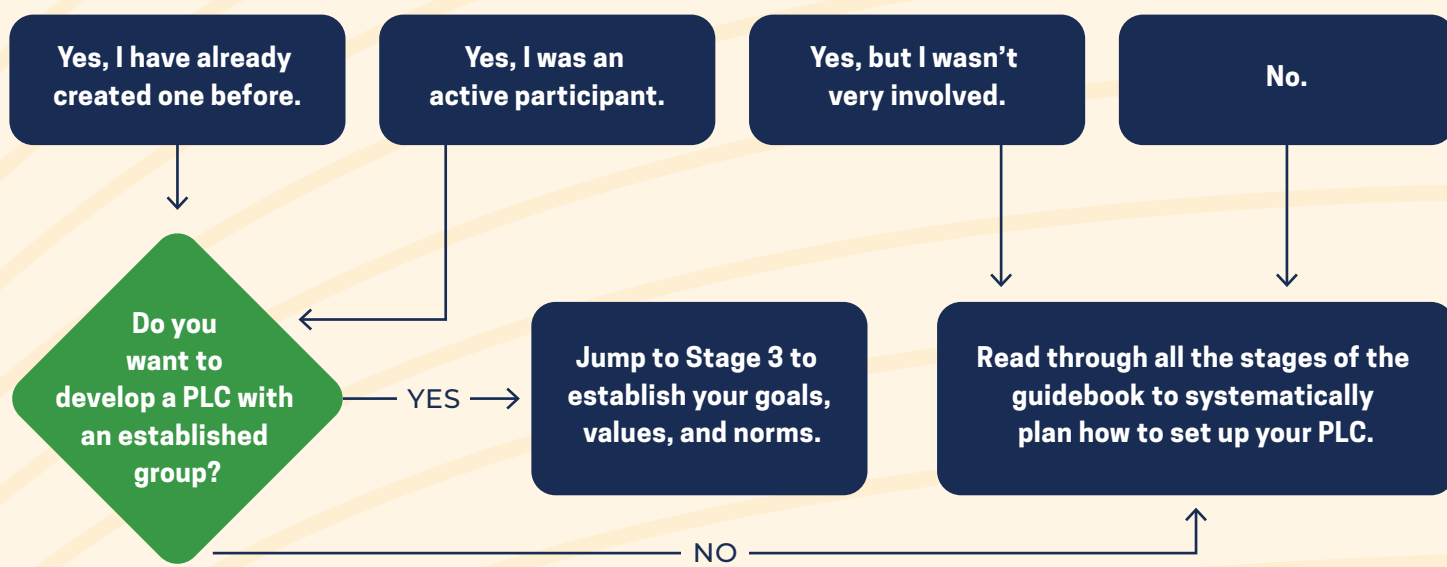 Yes, I have already
created one before.
Yes, I was an
active participant.
Yes, but I wasn’t
very involved.
No.
Do you
want to
develop a PLC with
an established
group?
YES
Jump to Stage 3 to
establish your goals,
values, and norms.
Read through all the stages of the
guidebook to systematically
plan how to set up your PLC.
NO